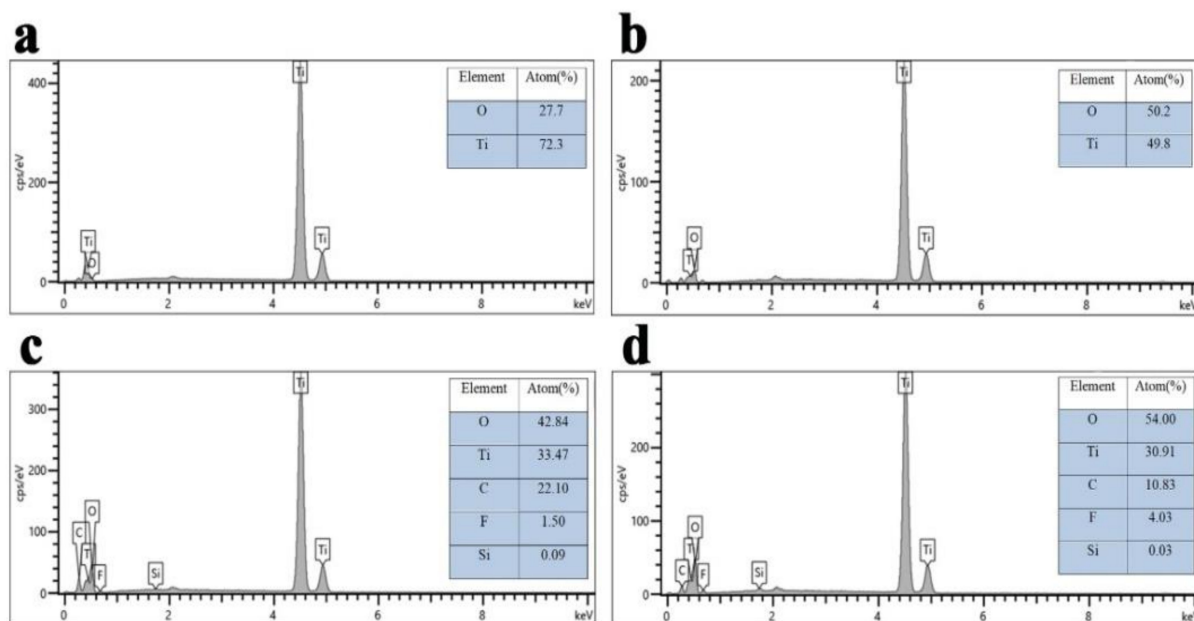 a
Ti
400
200
0
cps/eV
Ti
O
Ti
0 2 4 6 8 keV
Element Atom(%)
O 27.7
Ti 72.3
b
Ti
200
100
0
cps/eV
O
T
Ti
0 2 4 6 8 keV
Element Atom(%)
O 50.2
Ti 49.8
c
Ti
300
200
100
0
cps/eV
O
C
T
F
Si
Ti
0 2 4 6 8 keV
Element Atom(%)
O 42.84
Ti 33.47
C 22.10
F 1.50
Si 0.09
d
Ti
200
100
0
cps/eV
O
T
C
F
Si
Ti
0 2 4 6 8 keV
Element Atom(%)
O 54.00
Ti 30.91
C 10.83
F 4.03
Si 0.03